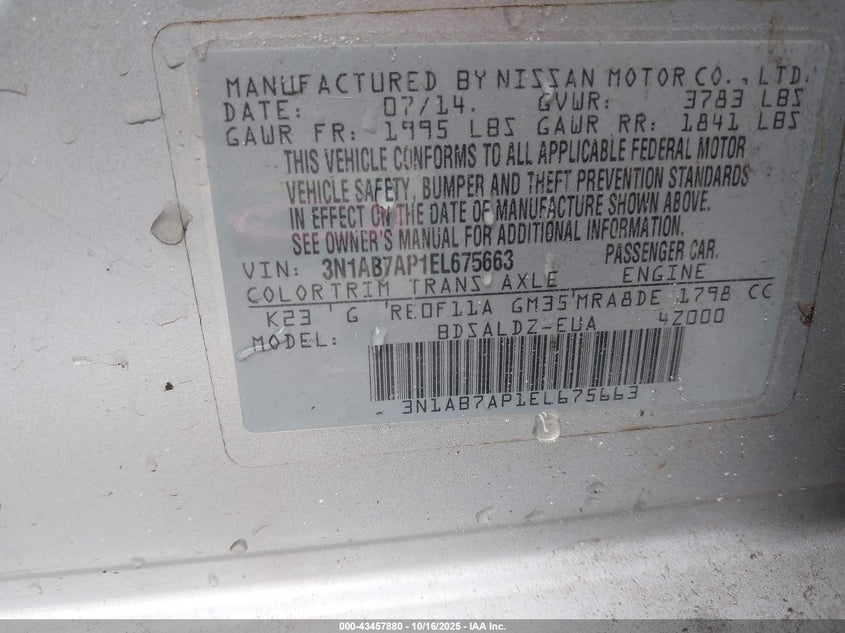 MANUFACTURED BY NISSAN MOTOR CO., LTD.
DATE: 07/14. GVWR: 3783 LBS
GAWR FR: 1995 LBS GAWR RR: 1841 LBS
THIS VEHICLE CONFORMS TO ALL APPLICABLE FEDERAL MOTOR
VEHICLE SAFETY, BUMPER AND THEFT PREVENTION STANDARDS
IN EFFECT ON THE DATE OF MANUFACTURE SHOWN ABOVE.
SEE OWNER'S MANUAL FOR ADDITIONAL INFORMATION.
VIN: 3N1AB7AP1EL675663 PASSENGER CAR.
COLOR TRIM TRANS AXLE ENGINE
K23 G RE0F11A GM35 MRA8DE 1798 CC
MODEL: BDSALDZ-EUA 4Z000
3N1AB7AP1EL675663
000-43457880 - 10/16/2025 - IAA Inc.